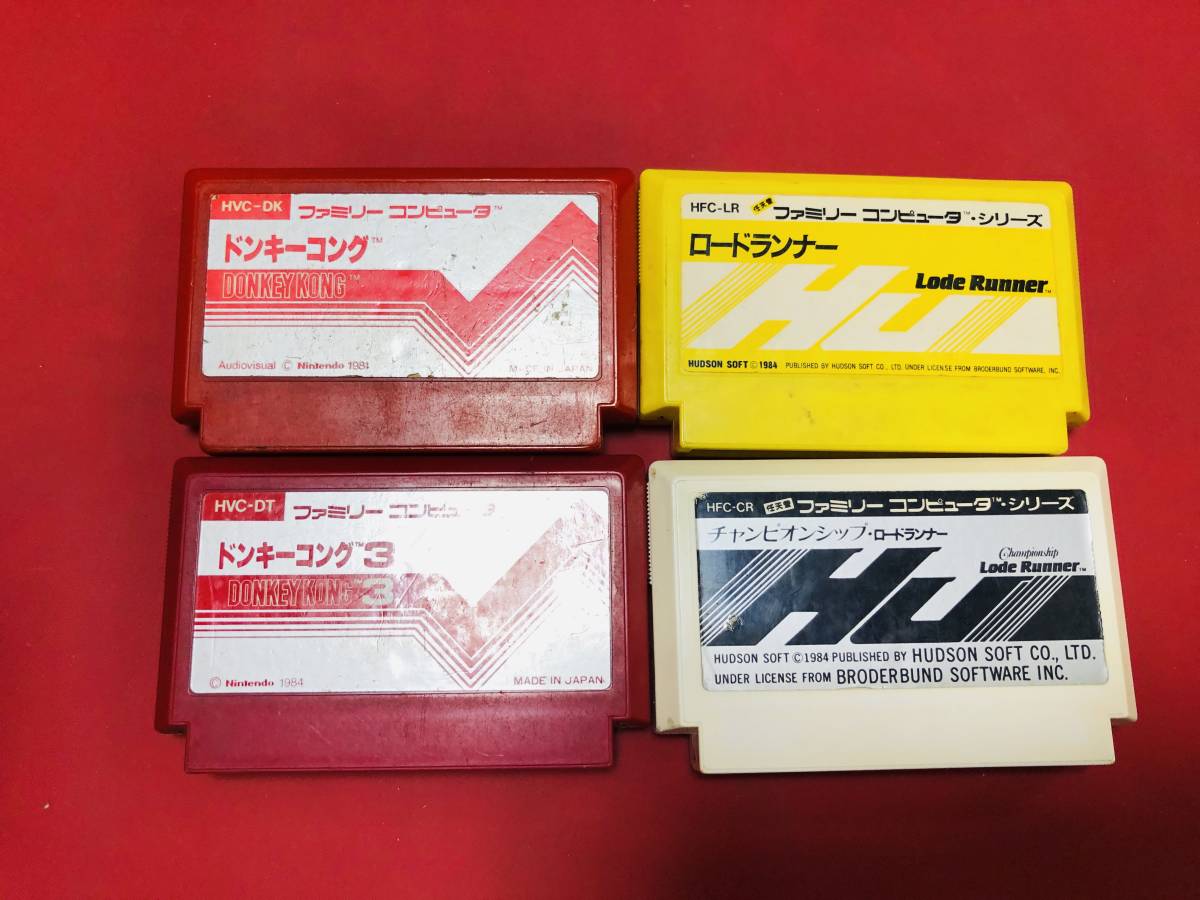 HVC-DK ファミリー コンピュータ™
ドンキーコング™
DONKEY KONG™
Audiovisual © Nintendo 1981
IN JAPAN
HFC-LR 任天堂 ファミリー コンピュータ™・シリーズ
ロードランナー
Lode Runner™
HU
HUDSON SOFT © 1984 PUBLISHED BY HUDSON SOFT CO., LTD. UNDER LICENSE FROM BRODERBUND SOFTWARE, INC.
HVC-DT ファミリー コンピュータ
ドンキーコング™3
DONKEY KONG 3
© Nintendo 1984 MADE IN JAPAN
HFC-CR 任天堂 ファミリー コンピュータ™・シリーズ
チャンピオンシップ・ロードランナー
Championship
Lode Runner™
HU
HUDSON SOFT © 1984 PUBLISHED BY HUDSON SOFT CO., LTD.
UNDER LICENSE FROM BRODERBUND SOFTWARE INC.